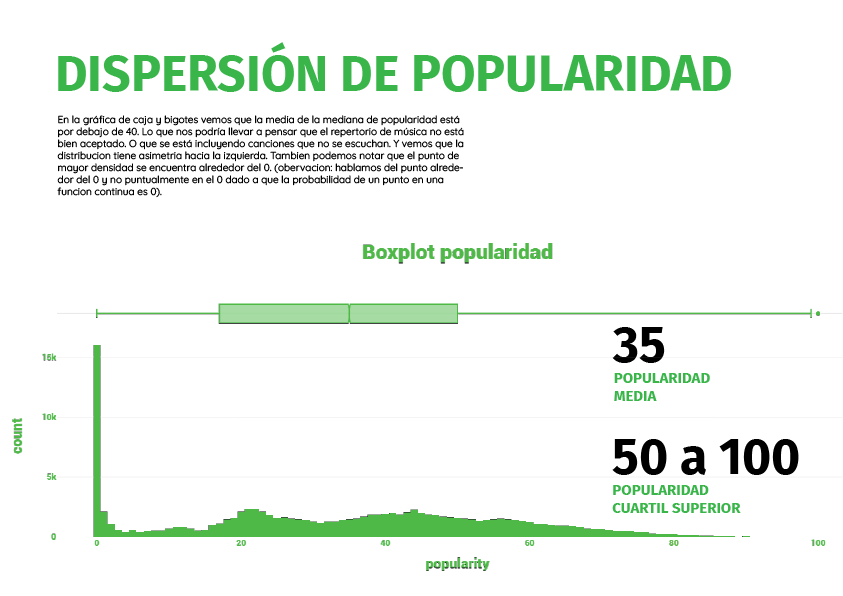 DISPERSIÓN DE POPULARIDAD
En la gráfica de caja y bigotes vemos que la media de la mediana de popularidad está
por debajo de 40. Lo que nos podría llevar a pensar que el repertorio de música no está
bien aceptado. O que se está incluyendo canciones que no se escuchan. Y vemos que la
distribucion tiene asimetria hacia la izquierda. Tambien podemos notar que el punto de
mayor densidad se encuentra alrededor del 0. (obervacion: hablamos del punto alrede-
dor del 0 y no puntualmente en el 0 dado a que la probabilidad de un punto en una
funcion continua es 0).
Boxplot popularidad
35
POPULARIDAD
MEDIA
50 a 100
POPULARIDAD
CUARTIL SUPERIOR
15k
10k
5k
0
count
0 20 40 60 80 100
popularity